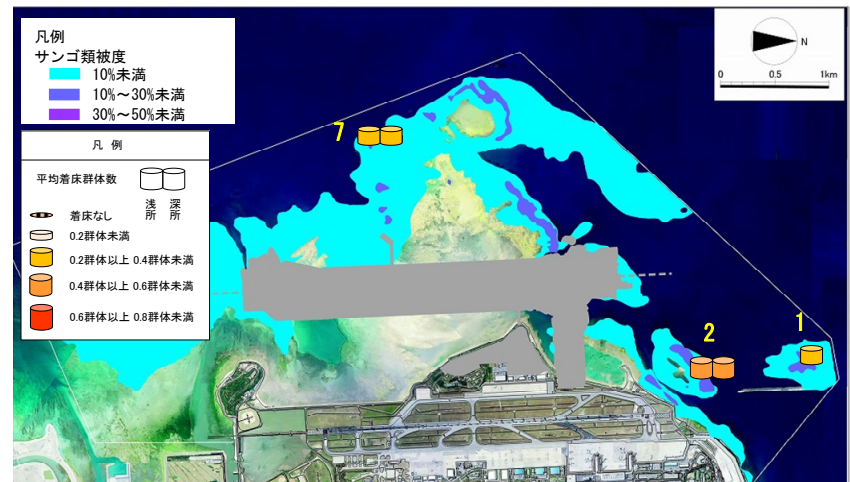 凡例
サンゴ類被度
10%未満
10%～30%未満
30%～50%未満
凡 例
平均着床群体数
浅所
深所
着床なし
0.2群体未満
0.2群体以上 0.4群体未満
0.4群体以上 0.6群体未満
0.6群体以上 0.8群体未満
N
0 0.5 1km
7
2
1